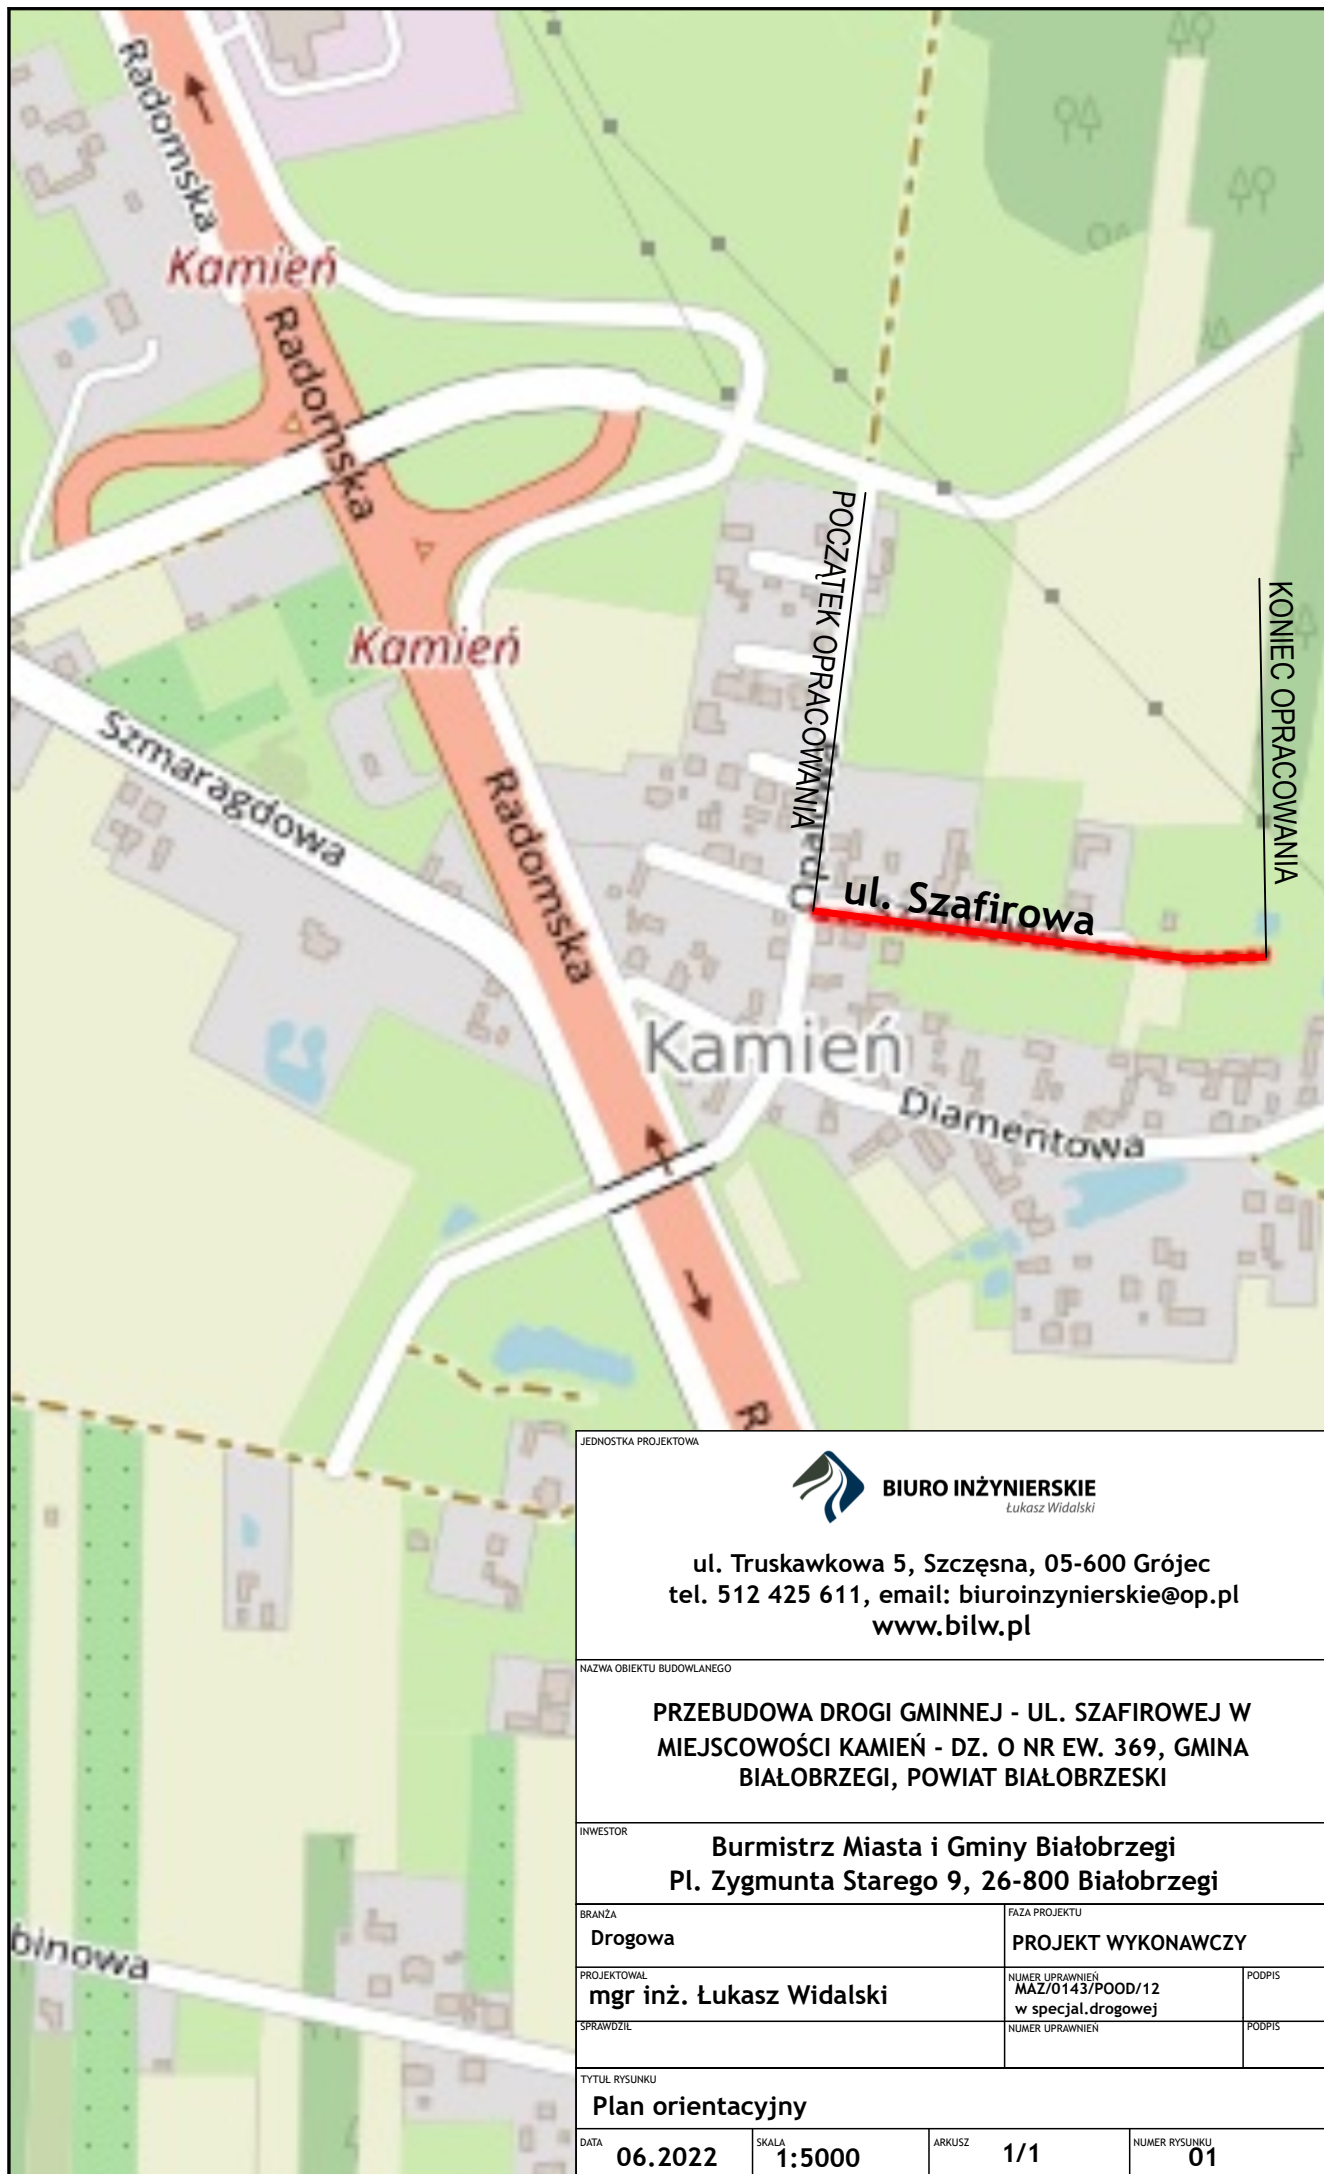 Radomska
Kamień
Radomska
POCZĄTEK OPRACOWANIA
KONIEC OPRACOWANIA
Kamień
Szmaragdowa
Radomska
ul. Szafirowa
Kamień
Diamentowa
R
binowa
JEDNOSTKA PROJEKTOWA
BIURO INŻYNIERSKIE
Łukasz Widalski
ul. Truskawkowa 5, Szczęsna, 05-600 Grójec
tel. 512 425 611, email: biuroinzynierskie@op.pl
www.bilw.pl
NAZWA OBIEKTU BUDOWLANEGO
PRZEBUDOWA DROGI GMINNEJ - UL. SZAFIROWEJ W
MIEJSCOWOŚCI KAMIEŃ - DZ. O NR EW. 369, GMINA
BIAŁOBRZEGI, POWIAT BIAŁOBRZESKI
INWESTOR
Burmistrz Miasta i Gminy Białobrzegi
Pl. Zygmunta Starego 9, 26-800 Białobrzegi
BRANŻA
Drogowa
FAZA PROJEKTU
PROJEKT WYKONAWCZY
PROJEKTOWAŁ
mgr inż. Łukasz Widalski
NUMER UPRAWNIEŃ
MAZ/0143/POOD/12
w specjal.drogowej
PODPIS
SPRAWDZIŁ
NUMER UPRAWNIEŃ
PODPIS
TYTUŁ RYSUNKU
Plan orientacyjny
DATA
06.2022
SKALA
1:5000
ARKUSZ
1/1
NUMER RYSUNKU
01